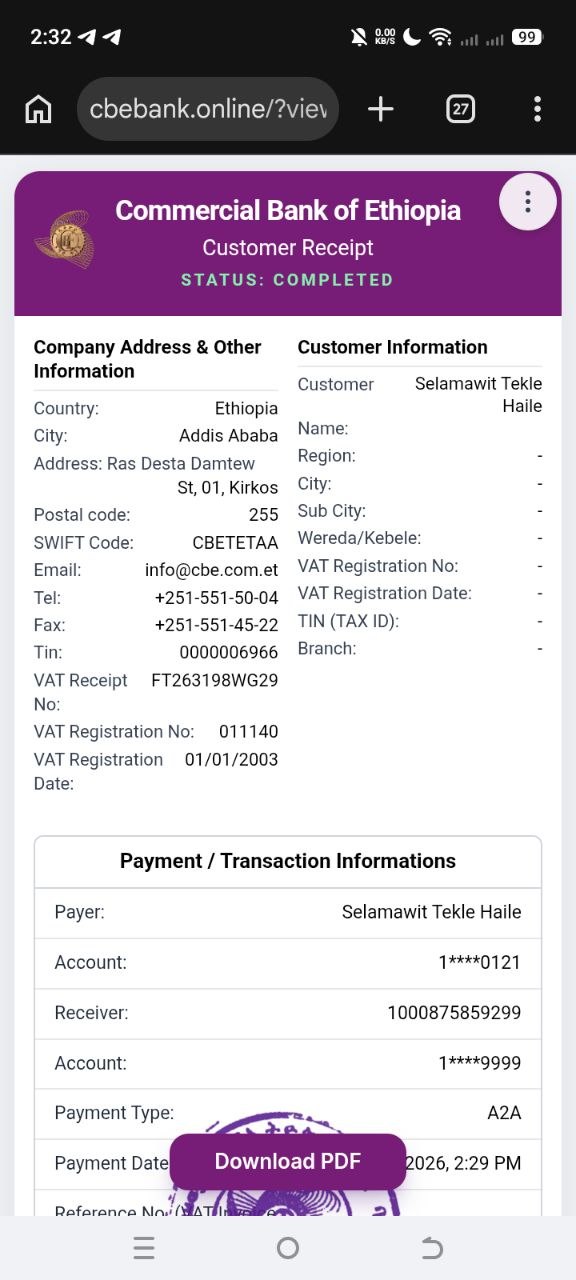 2:32
0.00
KB/S
99
cbebank.online/?view
27
Commercial Bank of Ethiopia
Customer Receipt
STATUS: COMPLETED
Company Address & Other
Information
Country: Ethiopia
City: Addis Ababa
Address: Ras Desta Damtew
St, 01, Kirkos
Postal code: 255
SWIFT Code: CBETETAA
Email: info@cbe.com.et
Tel: +251-551-50-04
Fax: +251-551-45-22
Tin: 0000006966
VAT Receipt FT263198WG29
No:
VAT Registration No: 011140
VAT Registration 01/01/2003
Date:
Customer Information
Customer Selamawit Tekle
Haile
Name:
Region: -
City: -
Sub City: -
Wereda/Kebele: -
VAT Registration No: -
VAT Registration Date: -
TIN (TAX ID): -
Branch: -
Payment / Transaction Informations
Payer: Selamawit Tekle Haile
Account: 1****0121
Receiver: 1000875859299
Account: 1****9999
Payment Type: A2A
Payment Date 2026, 2:29 PM
Download PDF
Reference No. (VAT Invoice